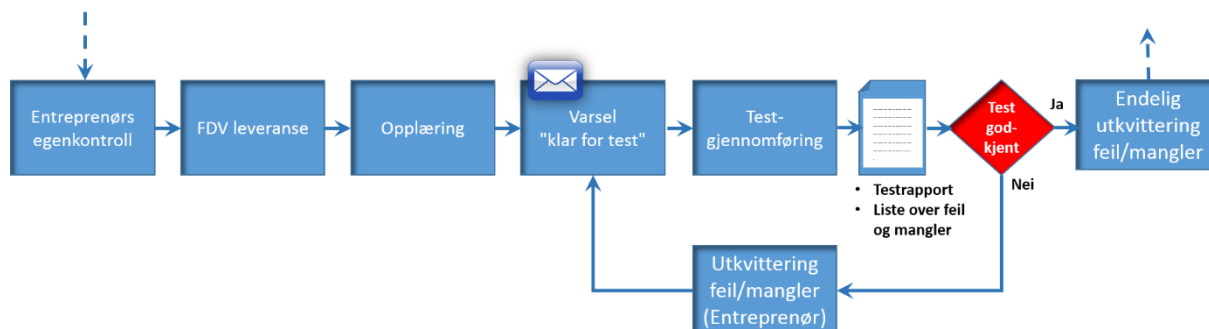 Entreprenørs
egenkontroll
FDV leveranse
Opplæring
Varsel
"klar for test"
Test-
gjennomføring
• Testrapport
• Liste over feil
og mangler
Test
god-
kjent
Ja
Nei
Endelig
utkvittering
feil/mangler
Utkvittering
feil/mangler
(Entreprenør)